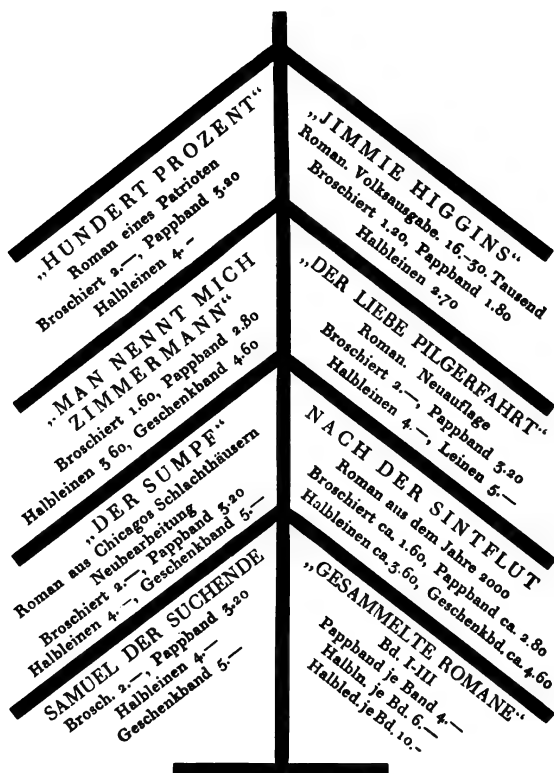 „HUNDERT PROZENT“
Roman eines Patrioten
Broschiert 2.—, Pappband 3.20
Halbleinen 4.–
„MAN NENNT MICH
ZIMMERMANN“
Broschiert 1.60, Pappband 2.80
Halbleinen 3 60, Geschenkband 4.60
„DER SUMPF“
Roman aus Chicagos Schlachthäusern
Neubearbeitung
Broschiert 2.—, Pappband 3.20
Halbleinen 4.—, Geschenkband 5.—
SAMUEL DER SUCHENDE
Brosch. 2.—, Pappband 3.20
Halbleinen 4.—
Geschenkband 5.—
„JIMMIE HIGGINS“
Roman. Volksausgabe. 16.–30. Tausend
Broschiert 1.20, Pappband 1.80
Halbleinen 2.70
„DER LIEBE PILGERFAHRT“
Roman Neuauflage
Broschiert 2.—, Pappband 3.20
Halbleinen 4.—, Leinen 5.—
NACH DER SINTFLUT
Roman aus dem Jahre 2000
Broschiert ca. 1.60, Pappband ca. 2.80
Halbleinen ca. 3.60, Geschenkbd. ca. 4.60
„GESAMMELTE ROMANE“
Bd. I-III
Pappband je Band 4.—
Halbln. je Bd. 6.—
Halbled. je Bd. 10.–